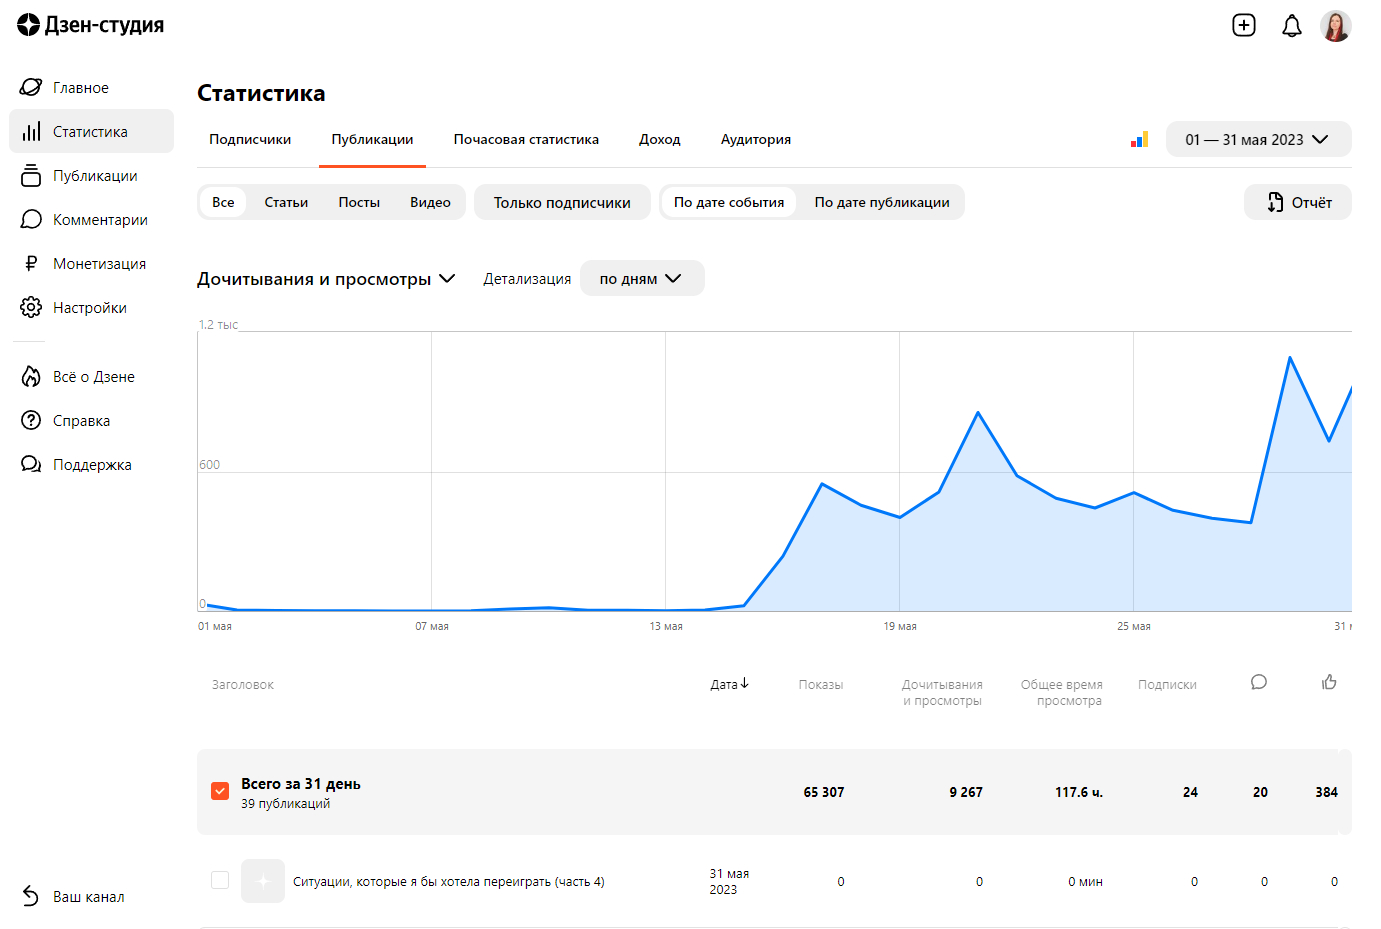 Дзен-студия
Главное
Статистика
Публикации
Комментарии
Монетизация
Настройки
Всё о Дзене
Справка
Поддержка
Ваш канал
Статистика
Подписчики Публикации Почасовая статистика Доход Аудитория
01 — 31 мая 2023
Все Статьи Посты Видео Только подписчики По дате события По дате публикации
Отчёт
Дочитывания и просмотры Детализация по дням
1.2 тыс
600
0
01 мая 07 мая 13 мая 19 мая 25 мая 31
Заголовок Дата Показы Дочитывания и просмотры Общее время просмотра Подписки
Всего за 31 день
39 публикаций
65 307 9 267 117.6 ч. 24 20 384
Ситуации, которые я бы хотела переиграть (часть 4)
31 мая
2023
0 0 0 мин 0 0 0